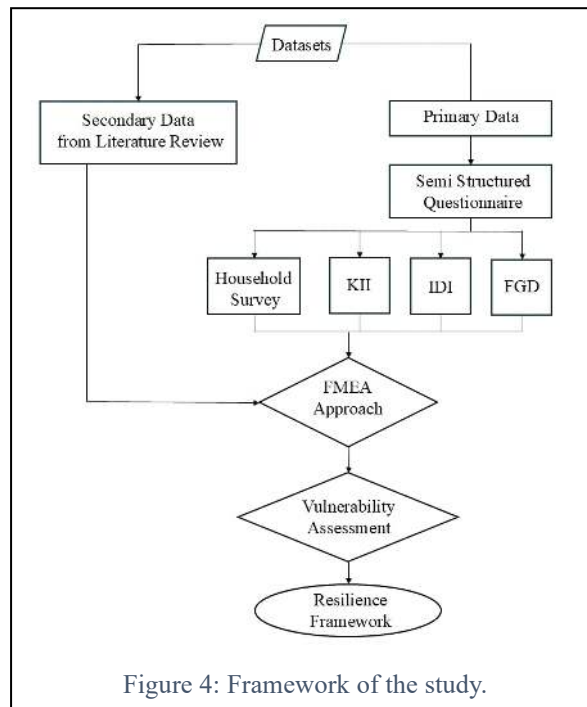 Datasets
Secondary Data
from Literature Review
Primary Data
Semi Structured
Questionnaire
Household
Survey
KII
IDI
FGD
FMEA
Approach
Vulnerability
Assessment
Resilience
Framework
Figure 4: Framework of the study.